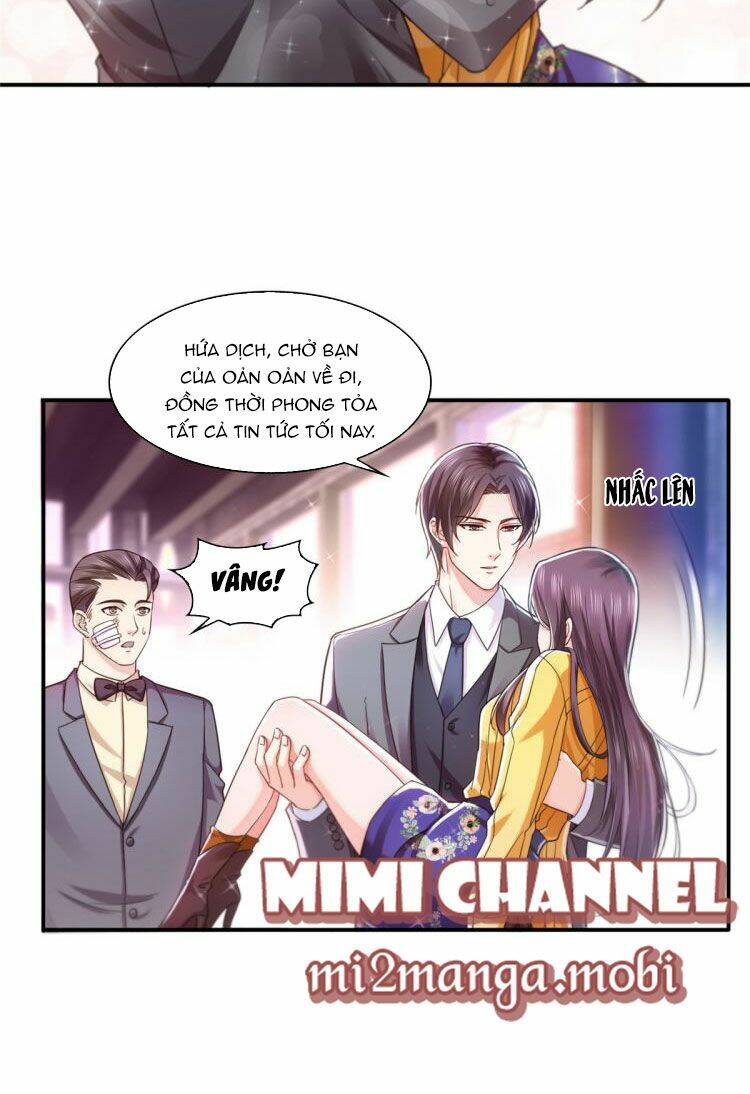 HỨA DỊCH, CHỞ BẠN
CỦA OẢN OẢN VỀ ĐI,
ĐỒNG THỜI PHONG TỎA
TẤT CẢ TIN TỨC TỐI NAY.
NHẤC LÊN
VÂNG!
MIMI CHANNEL
mi2manga.mobi